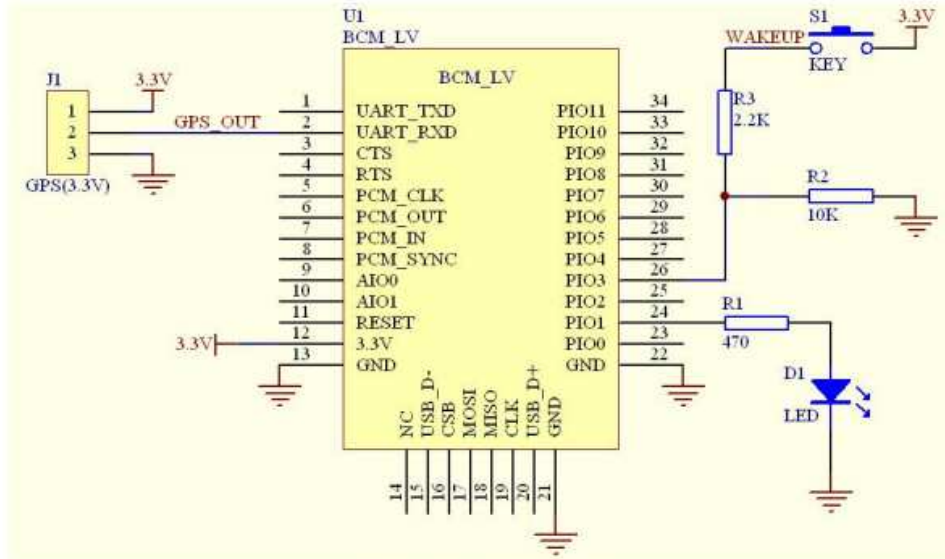 U1
BCM_LV
BCM_LV
J1
3.3V
1
2
3
GPS_OUT
GPS(3.3V)
1 UART_TXD
2 UART_RXD
3 CTS
4 RTS
5 PCM_CLK
6 PCM_OUT
7 PCM_IN
8 PCM_SYNC
9 AIO0
10 AIO1
11 RESET
3.3V 12 3.3V
13 GND
14 NC
15 USB_D-
16 CSB
17 MOSI
18 MISO
19 CLK
20 USB_D+
21 GND
PIO11 34
PIO10 33
PIO9 32
PIO8 31
PIO7 30
PIO6 29
PIO5 28
PIO4 27
PIO3 26
PIO2 25
PIO1 24
PIO0 23
GND 22
S1
3.3V
WAKEUP
KEY
R3
2.2K
R2
10K
R1
470
D1
LED